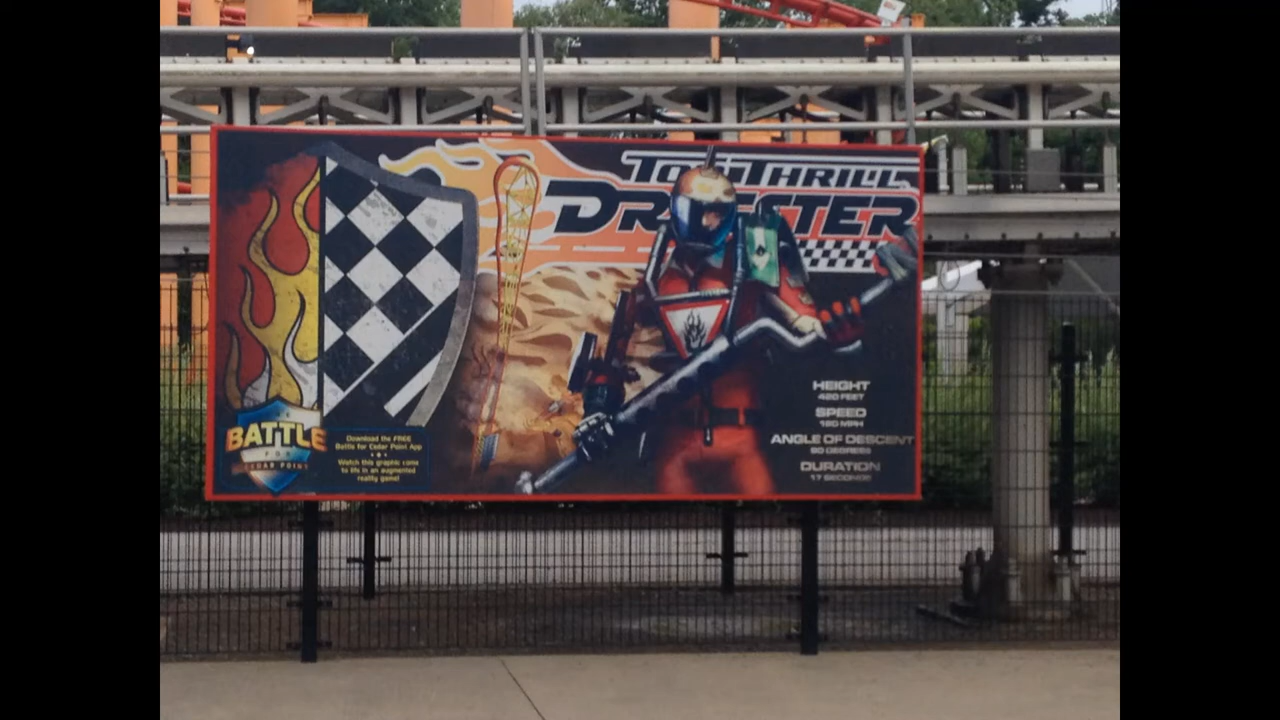 TOP THRILL
DRAGSTER
BATTLE
FOR
CEDAR POINT
Download the FREE
Battle for Cedar Point App
Watch this graphic come
to life in an augmented
reality game!
HEIGHT
420 FEET
SPEED
120 MPH
ANGLE OF DESCENT
90 DEGREES
DURATION
17 SECONDS